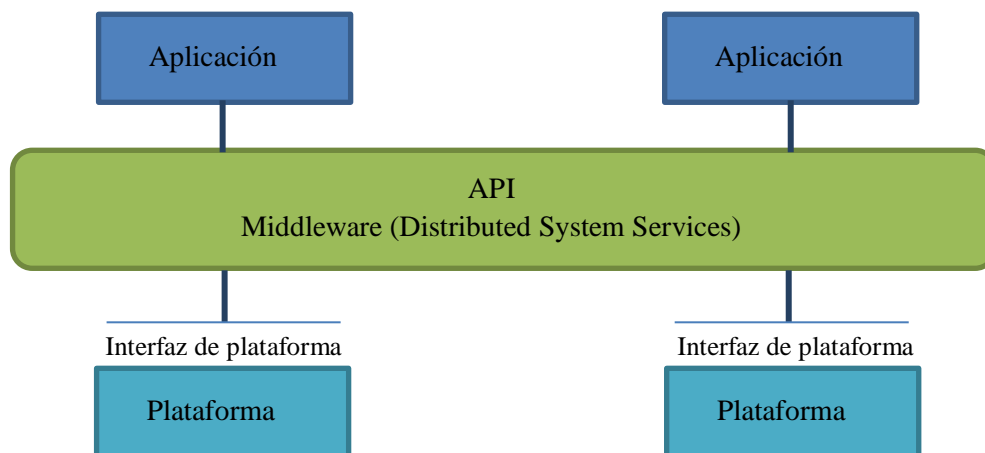 Aplicación
Aplicación
API
Middleware (Distributed System Services)
Interfaz de plataforma
Interfaz de plataforma
Plataforma
Plataforma